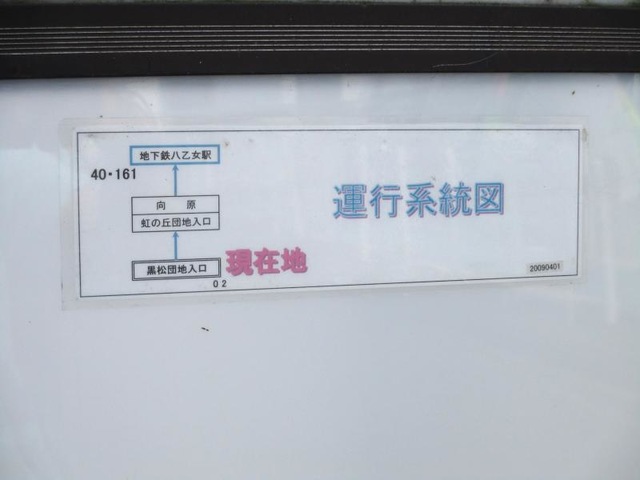 地下鉄八乙女駅
40・161
向原
虹の丘団地入口
運行系統図
黒松団地入口
現在地
02
20090401